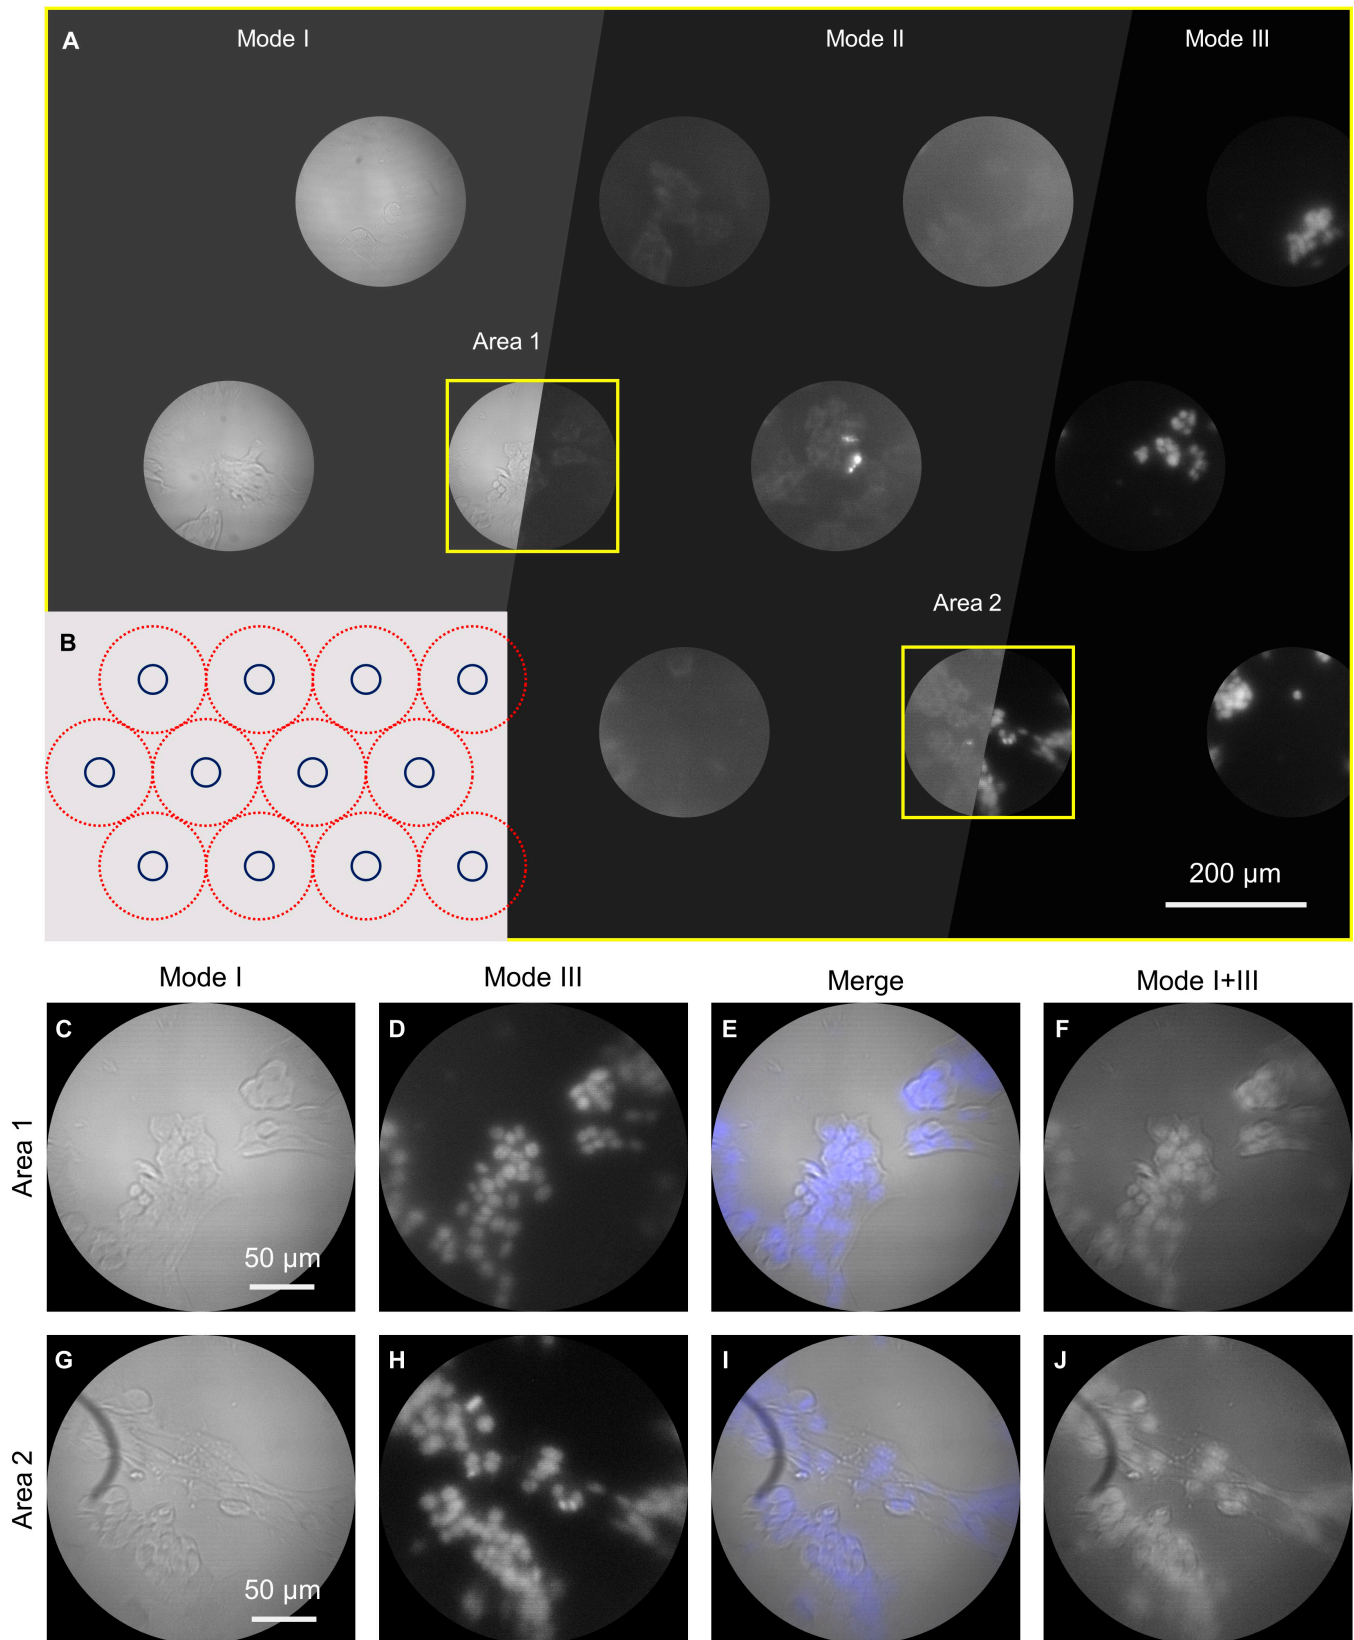 A
Mode I
Mode II
Mode III
Area 1
Area 2
B
200 µm
Mode I
Mode III
Merge
Mode I+III
Area 1
C
D
E
F
50 µm
Area 2
G
H
I
J
50 µm